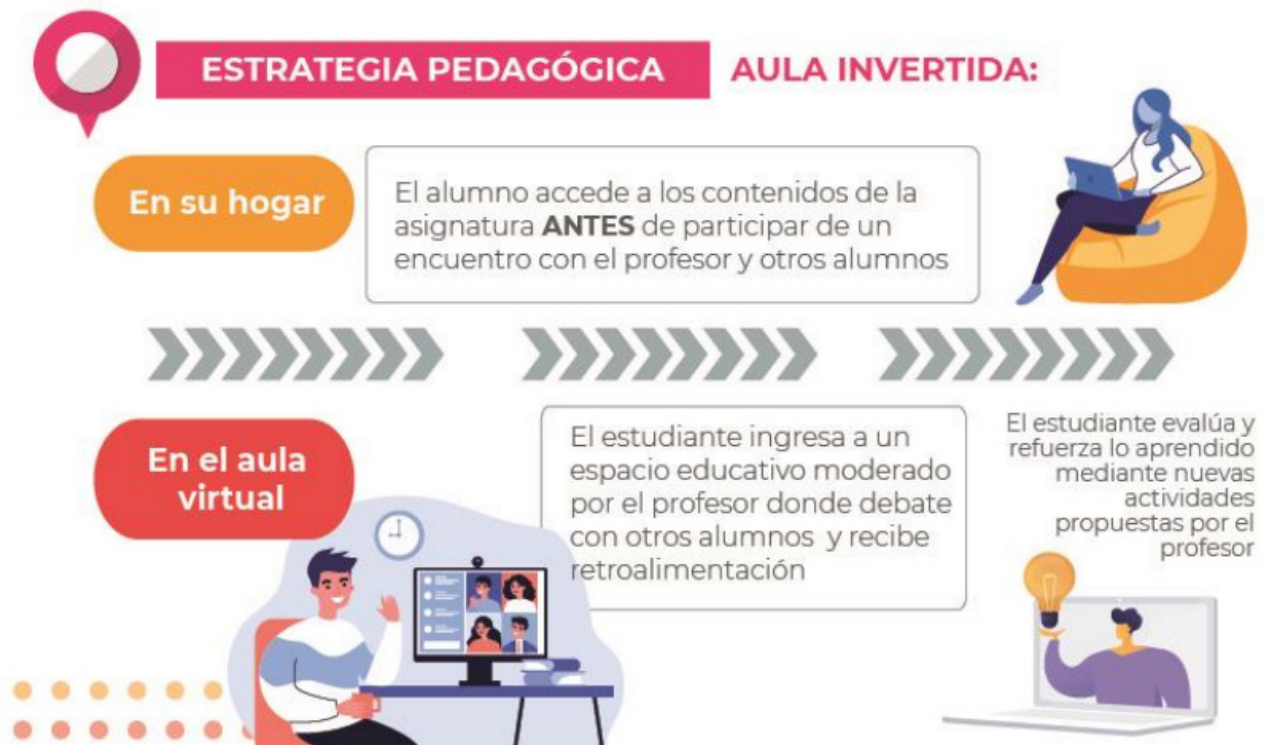 ESTRATEGIA PEDAGÓGICA AULA INVERTIDA:
En su hogar
El alumno accede a los contenidos de la
asignatura ANTES de participar de un
encuentro con el profesor y otros alumnos
En el aula
virtual
El estudiante ingresa a un
espacio educativo moderado
por el profesor donde debate
con otros alumnos y recibe
retroalimentación
El estudiante evalúa y
refuerza lo aprendido
mediante nuevas
actividades
propuestas por el
profesor